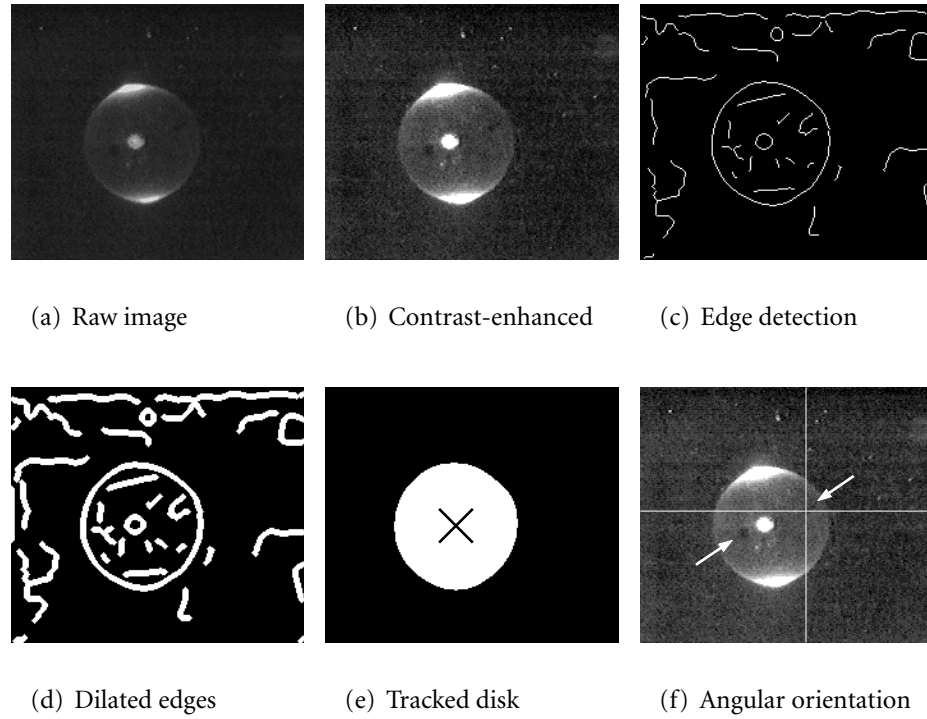 (a) Raw image
(b) Contrast-enhanced
(c) Edge detection
(d) Dilated edges
(e) Tracked disk
(f) Angular orientation